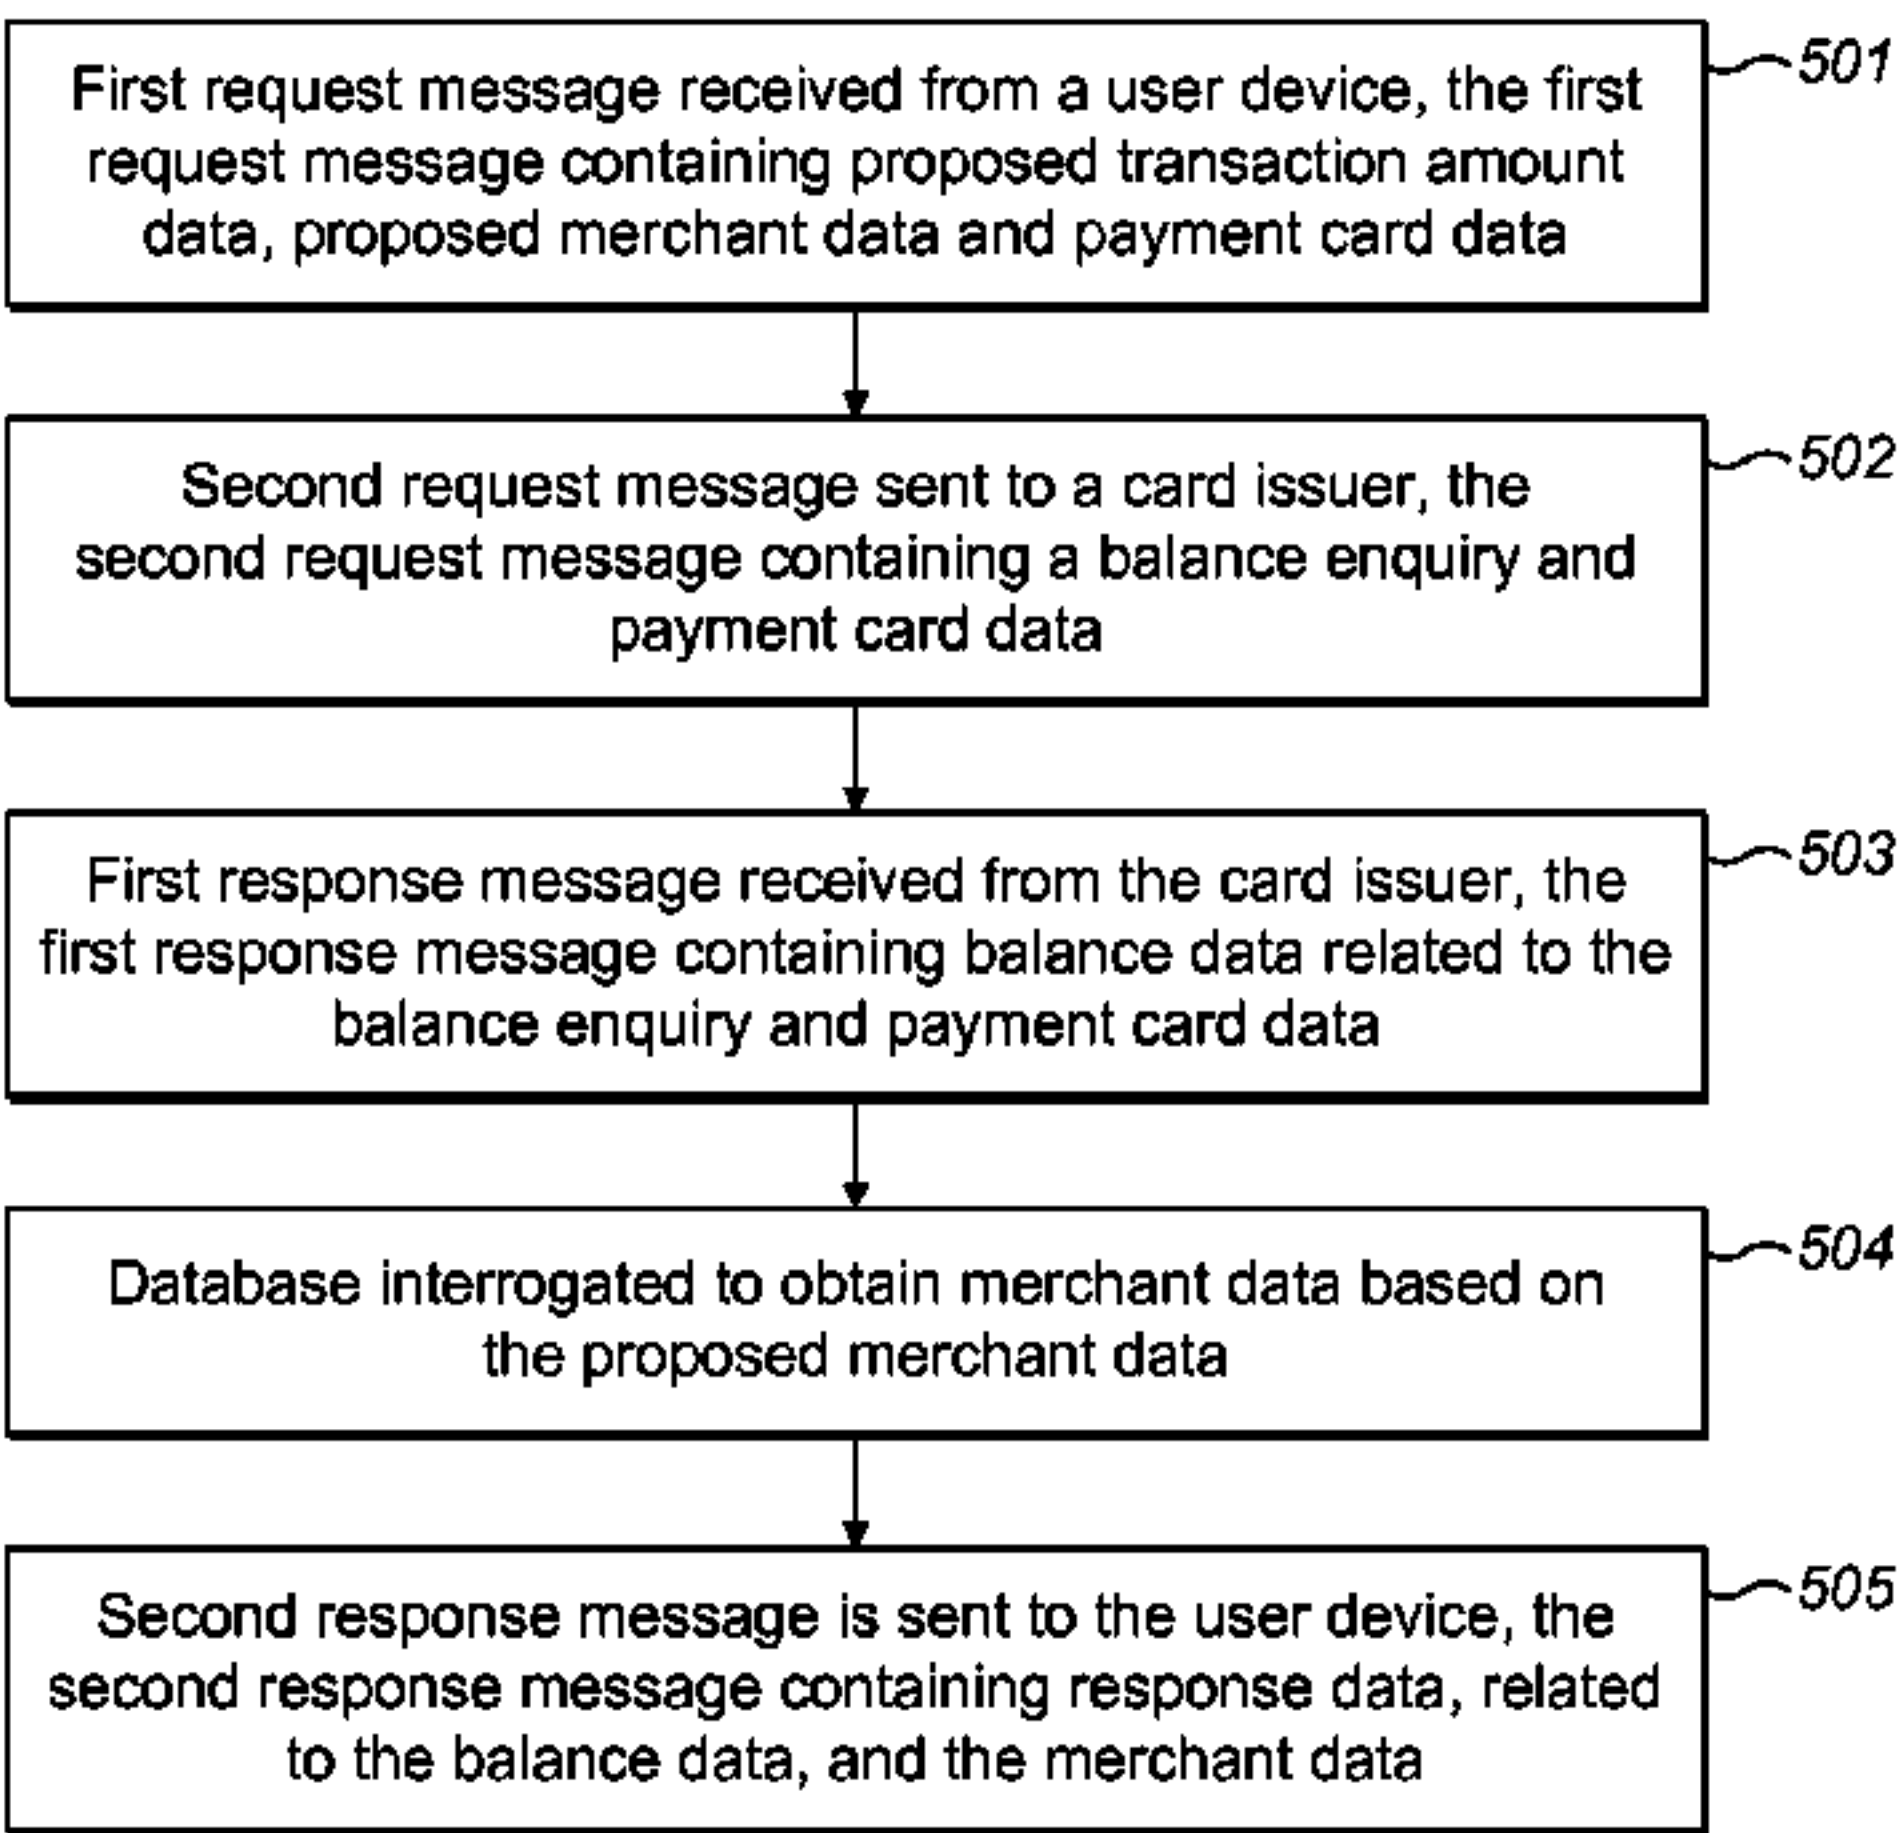 First request message received from a user device, the first
request message containing proposed transaction amount
data, proposed merchant data and payment card data
501
Second request message sent to a card issuer, the
second request message containing a balance enquiry and
payment card data
502
First response message received from the card issuer, the
first response message containing balance data related to the
balance enquiry and payment card data
503
Database interrogated to obtain merchant data based on
the proposed merchant data
504
Second response message is sent to the user device, the
second response message containing response data, related
to the balance data, and the merchant data
505